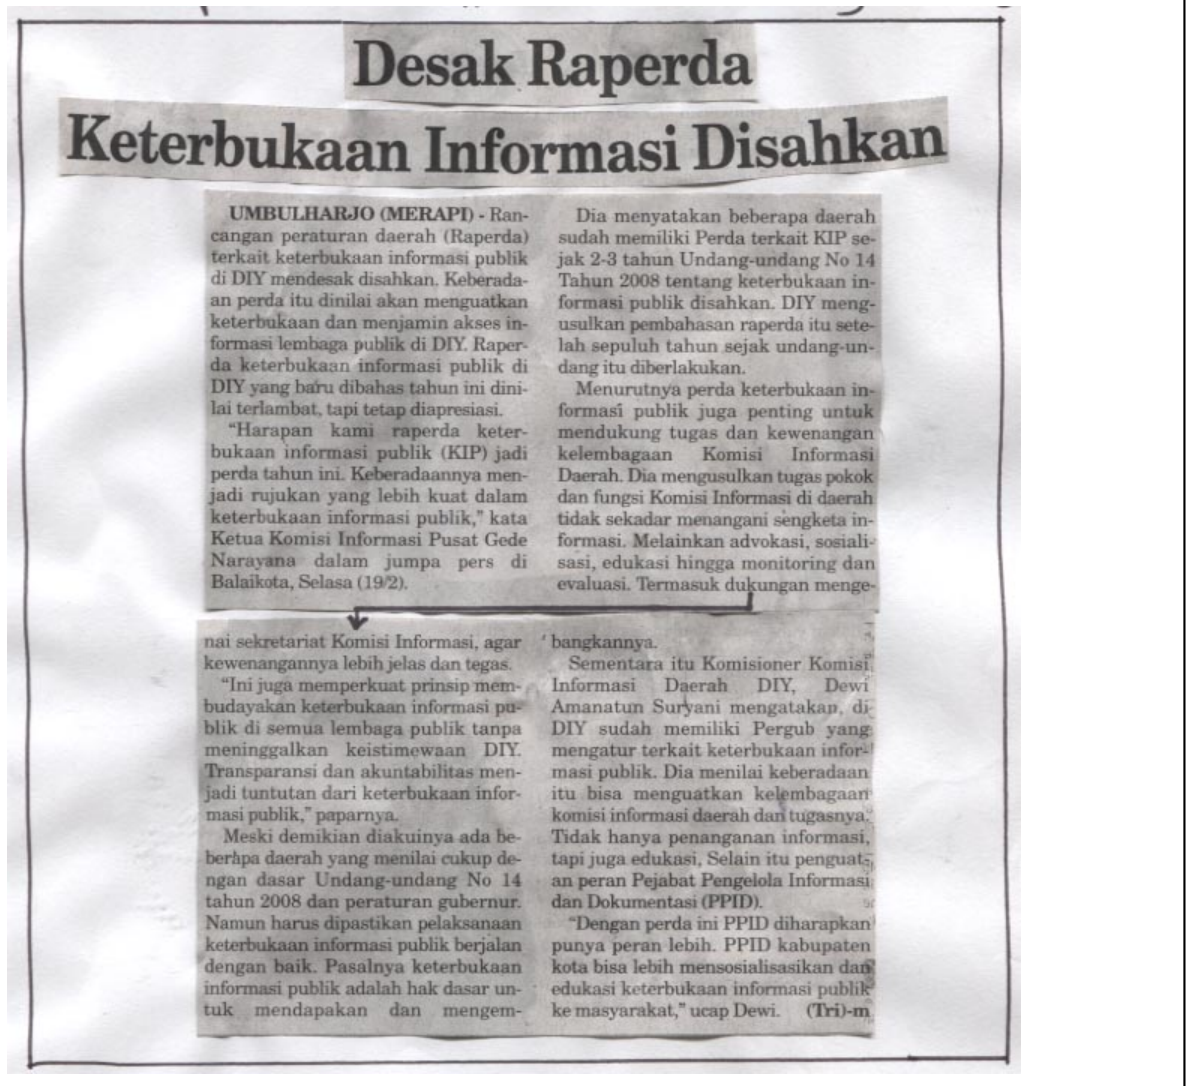 Desak Raperda
Keterbukaan Informasi Disahkan
UMBULHARJO (MERAPI) - Ran-
cangan peraturan daerah (Raperda)
terkait keterbukaan informasi publik
di DIY mendesak disahkan. Keberada-
an perda itu dinilai akan menguatkan
keterbukaan dan menjamin akses in-
formasi lembaga publik di DIY. Raper-
da keterbukaan informasi publik di
DIY yang baru dibahas tahun ini dini-
lai terlambat, tapi tetap diapresiasi.
"Harapan kami raperda keter-
bukaan informasi publik (KIP) jadi
perda tahun ini. Keberadaannya men-
jadi rujukan yang lebih kuat dalam
keterbukaan informasi publik," kata
Ketua Komisi Informasi Pusat Gede
Narayana dalam jumpa pers di
Balaikota, Selasa (19/2).
Dia menyatakan beberapa daerah
sudah memiliki Perda terkait KIP se-
jak 2-3 tahun Undang-undang No 14
Tahun 2008 tentang keterbukaan in-
formasi publik disahkan. DIY meng-
usulkan pembahasan raperda itu sete-
lah sepuluh tahun sejak undang-un-
dang itu diberlakukan.
Menurutnya perda keterbukaan in-
formasi publik juga penting untuk
mendukung tugas dan kewenangan
kelembagaan Komisi Informasi
Daerah. Dia mengusulkan tugas pokok
dan fungsi Komisi Informasi di daerah
tidak sekadar menangani sengketa in-
formasi. Melainkan advokasi, sosiali-
sasi, edukasi hingga monitoring dan
evaluasi. Termasuk dukungan menge-
nai sekretariat Komisi Informasi, agar
kewenangannya lebih jelas dan tegas.
"Ini juga memperkuat prinsip mem-
budayakan keterbukaan informasi pu-
blik di semua lembaga publik tanpa
meninggalkan keistimewaan DIY.
Transparansi dan akuntabilitas men-
jadi tuntutan dari keterbukaan infor-
masi publik," paparnya.
Meski demikian diakuinya ada be-
berapa daerah yang menilai cukup de-
ngan dasar Undang-undang No 14
tahun 2008 dan peraturan gubernur.
Namun harus dipastikan pelaksanaan
keterbukaan informasi publik berjalan
dengan baik. Pasalnya keterbukaan
informasi publik adalah hak dasar un-
tuk mendapakan dan mengem-
bangkannya.
Sementara itu Komisioner Komisi
Informasi Daerah DIY, Dewi
Amanatun Suryani mengatakan, di
DIY sudah memiliki Pergub yang
mengatur terkait keterbukaan infor-
masi publik. Dia menilai keberadaan
itu bisa menguatkan kelembagaan
komisi informasi daerah dan tugasnya.
Tidak hanya penanganan informasi,
tapi juga edukasi, Selain itu penguat-
an peran Pejabat Pengelola Informasi
dan Dokumentasi (PPID).
"Dengan perda ini PPID diharapkan
punya peran lebih. PPID kabupaten
kota bisa lebih mensosialisasikan dan
edukasi keterbukaan informasi publik
ke masyarakat," ucap Dewi. (Tri)-m